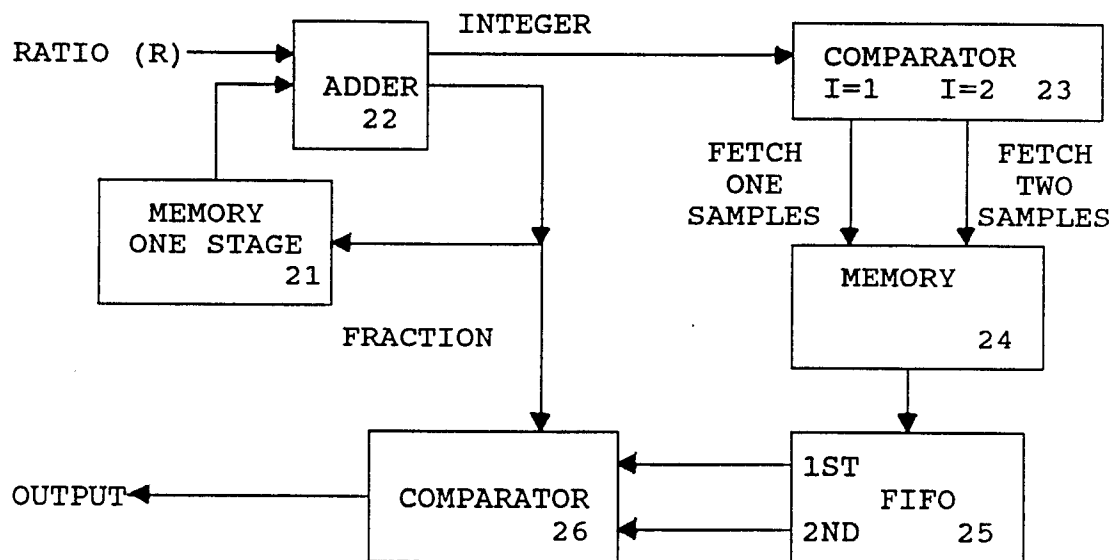 INTEGER
RATIO (R)
ADDER
22
COMPARATOR
I=1 I=2 23
FETCH
ONE
SAMPLES
FETCH
TWO
SAMPLES
MEMORY
ONE STAGE
21
MEMORY
24
FRACTION
1ST
FIFO
2ND 25
COMPARATOR
26
OUTPUT